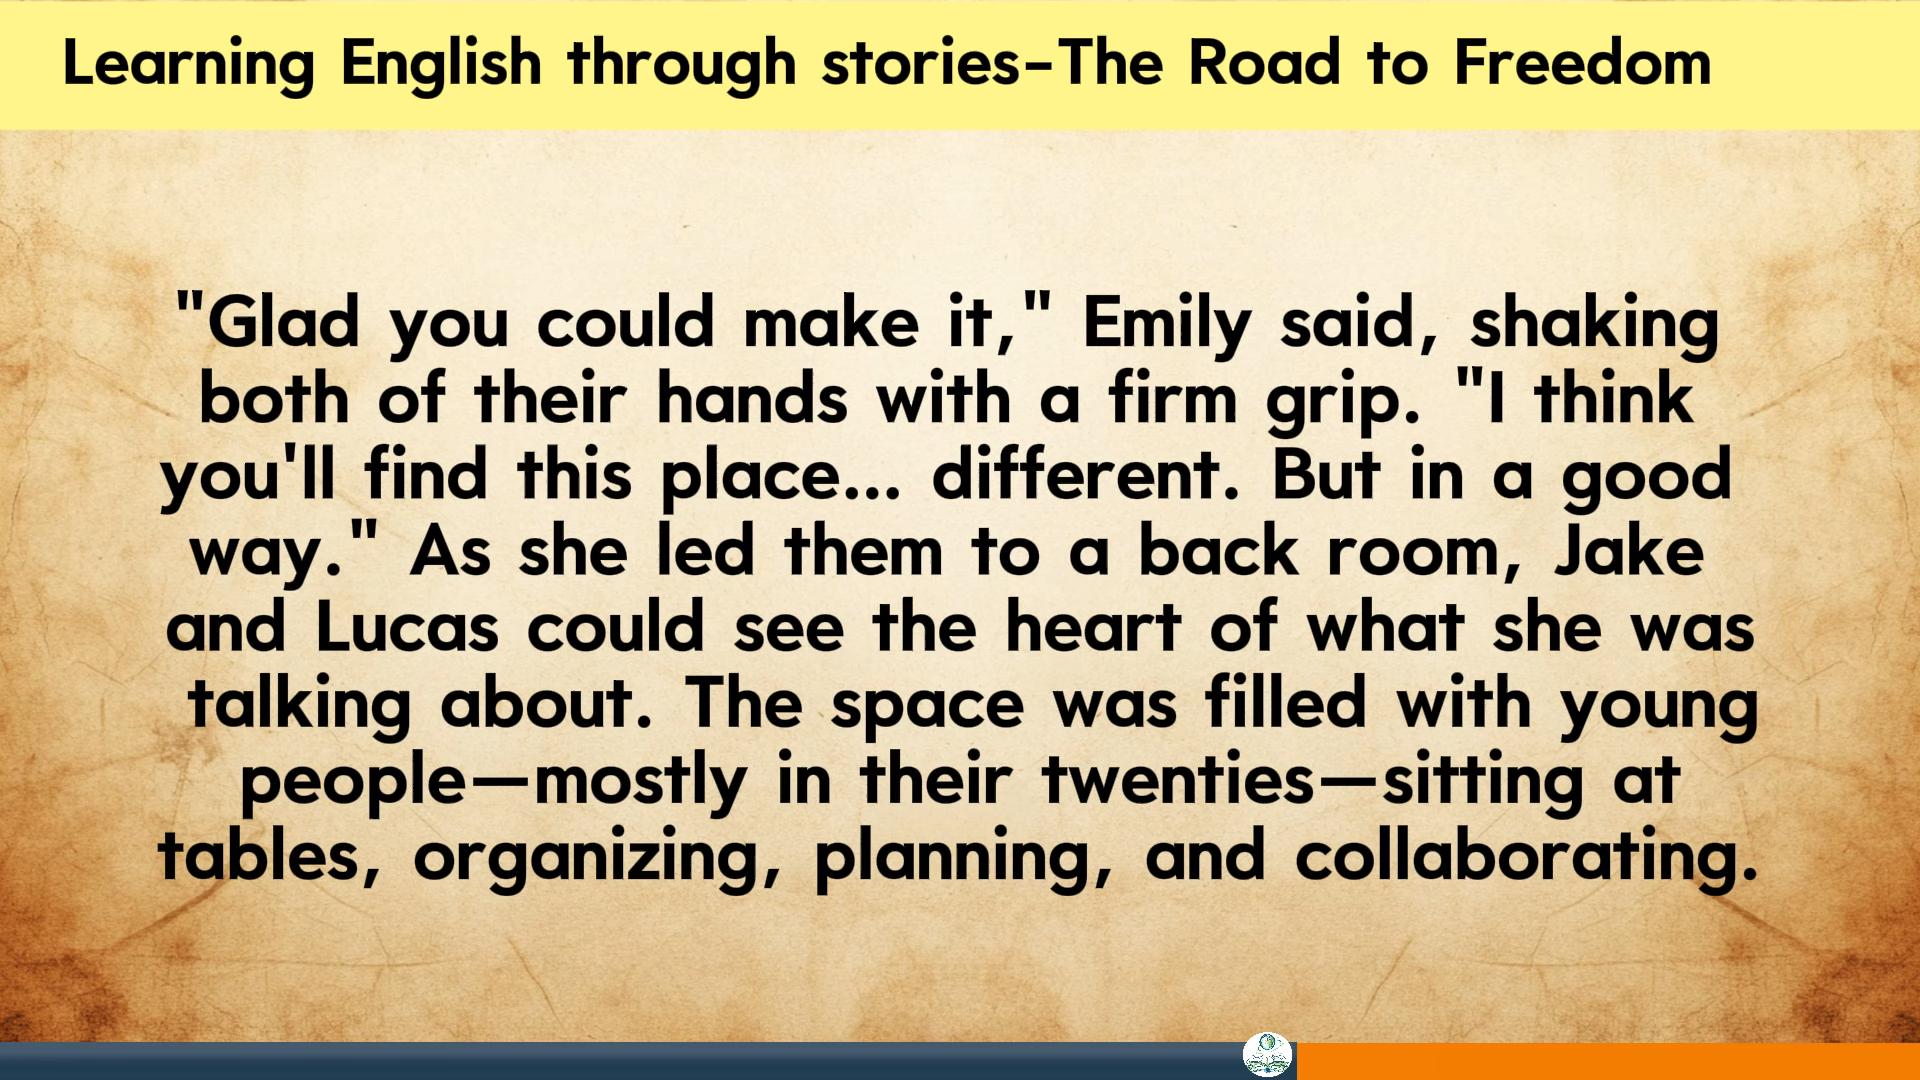 Learning English through stories-The Road to Freedom
"Glad you could make it," Emily said, shaking
both of their hands with a firm grip. "I think
you'll find this place... different. But in a good
way." As she led them to a back room, Jake
and Lucas could see the heart of what she was
talking about. The space was filled with young
people—mostly in their twenties—sitting at
tables, organizing, planning, and collaborating.